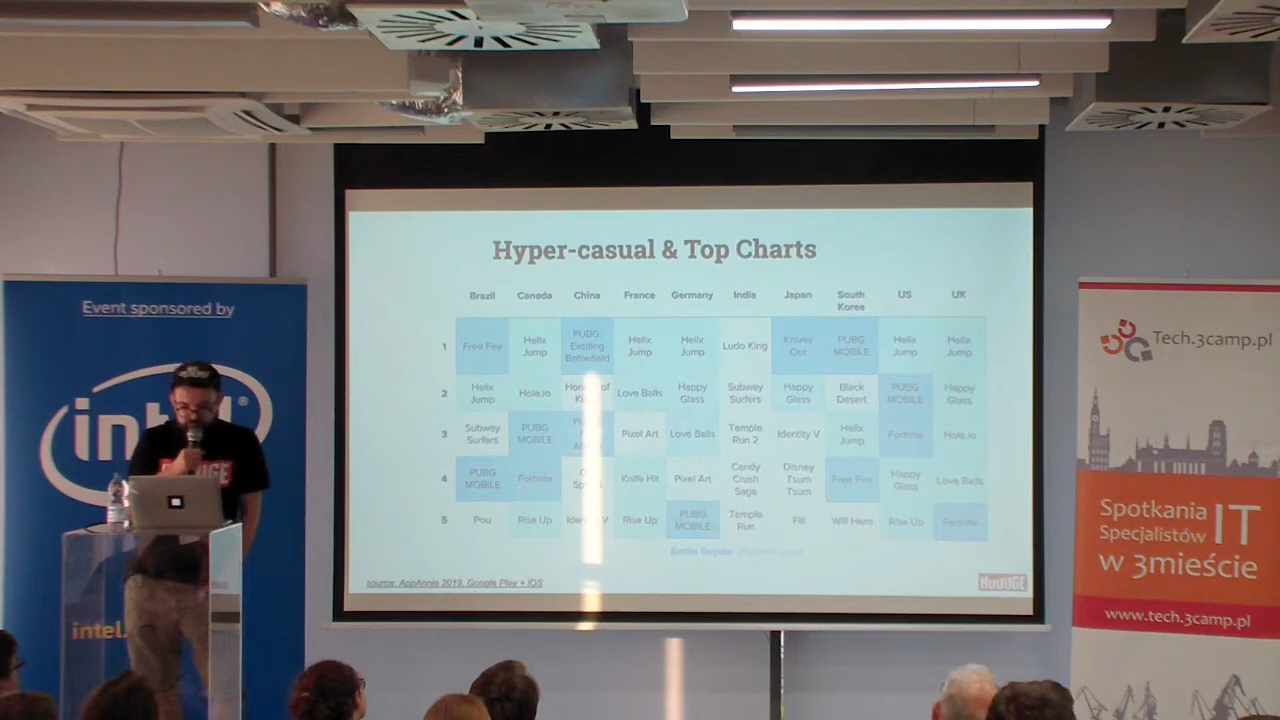 Event sponsored by
intel
®
HUUUGE
intel.
Hyper-casual & Top Charts
Brazil Canada China France Germany India Japan South Korea US UK
1 Free Fire Helix Jump PUBG: Exciting Battlefield Helix Jump Helix Jump Ludo King Knives Out PUBG MOBILE Helix Jump Helix Jump
2 Helix Jump Hole.io of Love Balls Happy Glass Subway Surfers Happy Glass Black Desert PUBG MOBILE Happy Glass
3 Subway Surfers PUBG MOBILE Pixel Art Love Balls Temple Run 2 Identity V Helix Jump Fortnite Hole.io
4 PUBG MOBILE Fortnite Knife Hit Pixel Art Candy Crush Saga Disney Tsum Tsum Free Fire Happy Glass Love Balls
5 Pou Rise Up Identity V Rise Up PUBG MOBILE Temple Run Fill Will Hero Rise Up Fortnite
Battle Royale Hyper-Casual
source: AppAnnie 2019, Google Play + iOS
HUUUGE
Tech.3camp.pl
Spotkania
Specjalistów IT
w 3mieście
www.tech.3camp.pl